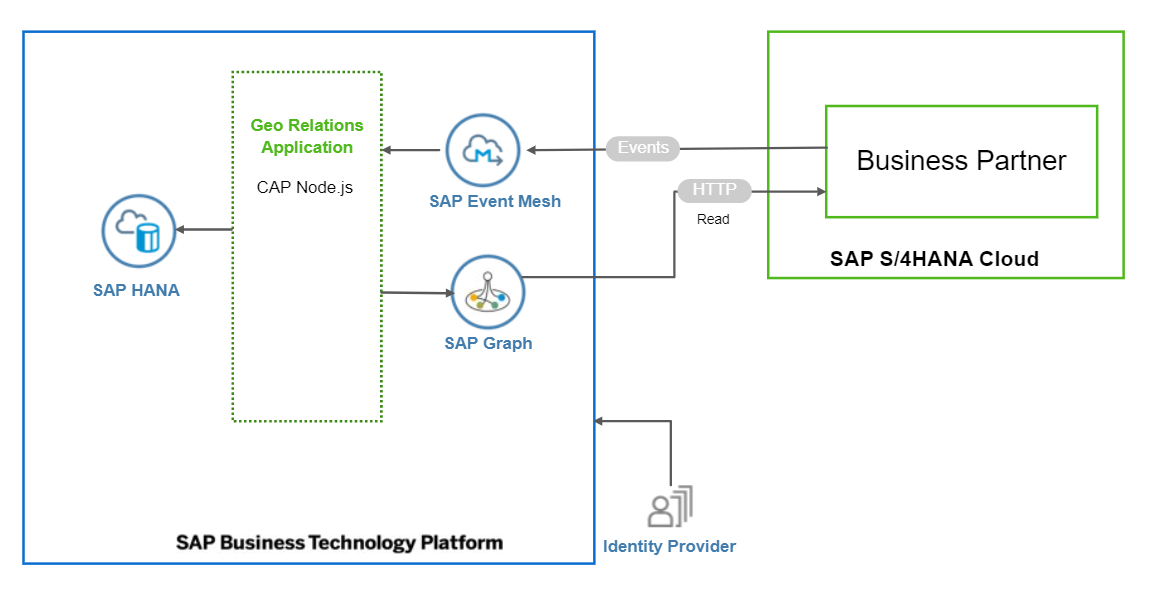 Geo Relations
Application
CAP Node.js
SAP HANA
SAP Event Mesh
SAP Graph
Events
HTTP
Read
Business Partner
SAP S/4HANA Cloud
SAP Business Technology Platform
Identity Provider